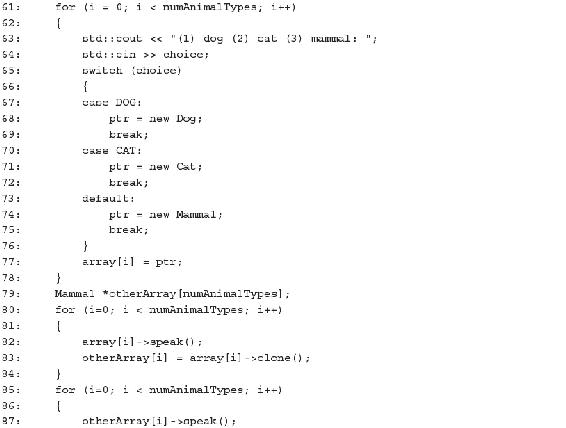 61:     for (i = 0; i < numAnimalTypes; i++)
62:     {
63:         std::cout << "(1) dog (2) cat (3) mammal: ";
64:         std::cin >> choice;
65:         switch (choice)
66:         {
67:         case DOG:
68:             ptr = new Dog;
69:             break;
70:         case CAT:
71:             ptr = new Cat;
72:             break;
73:         default:
74:             ptr = new Mammal;
75:             break;
76:         }
77:         array[i] = ptr;
78:     }
79:     Mammal *otherArray[numAnimalTypes];
80:     for (i=0; i < numAnimalTypes; i++)
81:     {
82:         array[i]->speak();
83:         otherArray[i] = array[i]->clone();
84:     }
85:     for (i=0; i < numAnimalTypes; i++)
86:     {
87:         otherArray[i]->speak();